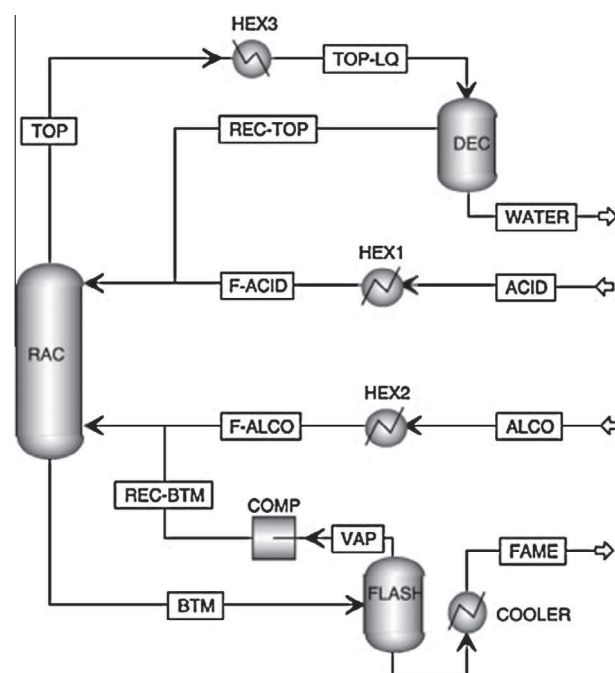 HEX3
TOP-LQ
TOP
REC-TOP
DEC
WATER
HEX1
F-ACID
ACID
RAC
HEX2
F-ALCO
ALCO
REC-BTM
COMP
VAP
FAME
BTM
FLASH
COOLER